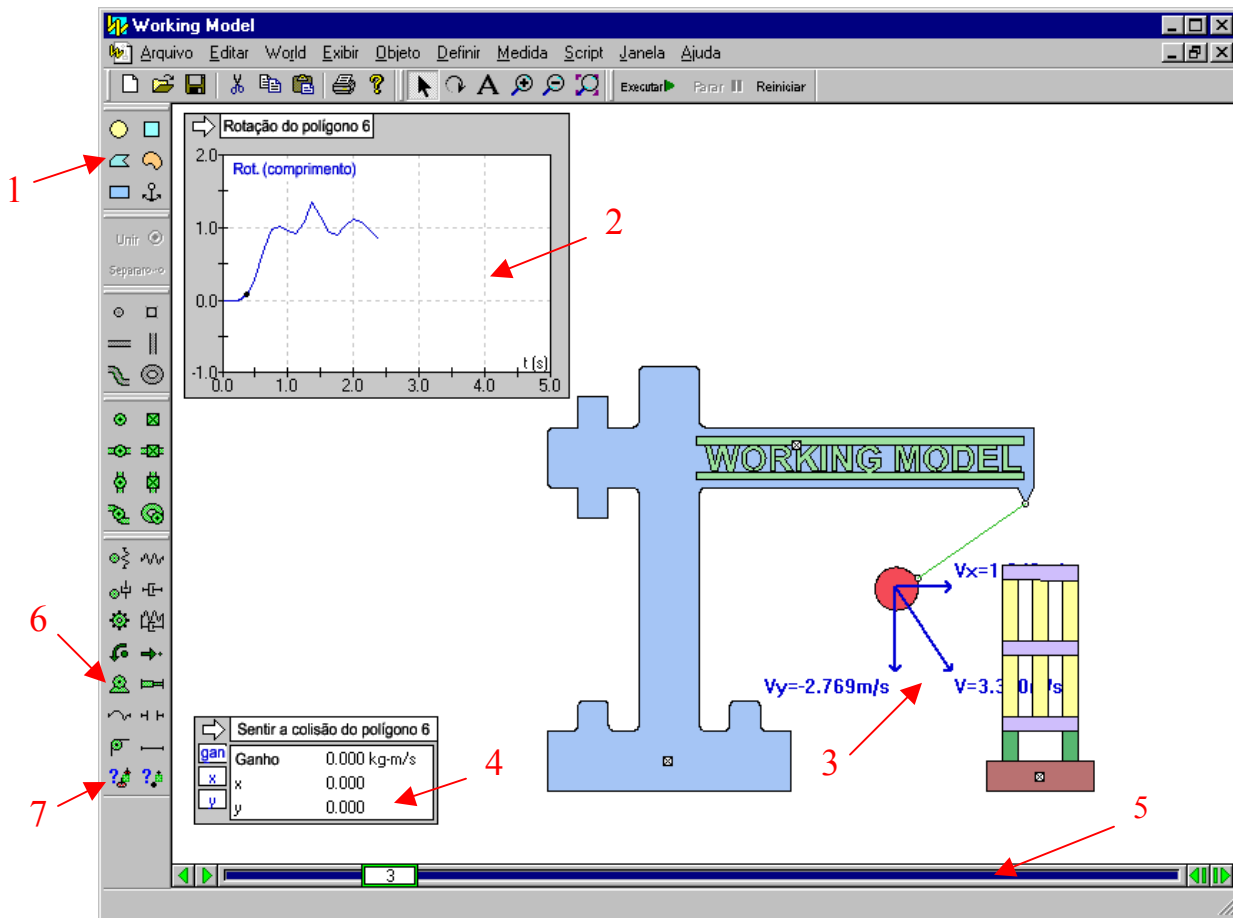 Working Model
Arquivo Editar World Exibir Objeto Definir Medida Script Janela Ajuda
A Executar Parar Reiniciar
Rotação do polígono 6
2.0
Rot. (comprimento)
1.0
0.0
-1.0
t (s)
0.0 1.0 2.0 3.0 4.0 5.0
1
2
Unir
Separar
WORKING MODEL
Vy=-2.769m/s
3
6
7
Sentir a colisão do polígono 6
gan Ganho 0.000 kg-m/s
x x 0.000
y y 0.000
4
5
3